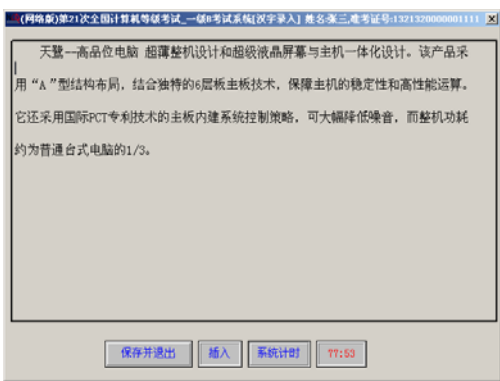 (网络版)第21次全国计算机等级考试_一级B考试系统[汉字录入] 姓名:张三,准考证号:1321320000001111
天鹭--高品位电脑 超薄整机设计和超级液晶屏幕与主机一体化设计。该产品采
用“A”型结构布局，结合独特的6层板主板技术，保障主机的稳定性和高性能运算。
它还采用国际PCT专利技术的主板内建系统控制策略，可大幅降低噪音，而整机功耗
约为普通台式电脑的1/3。
保存并退出 插入 系统计时 77:53